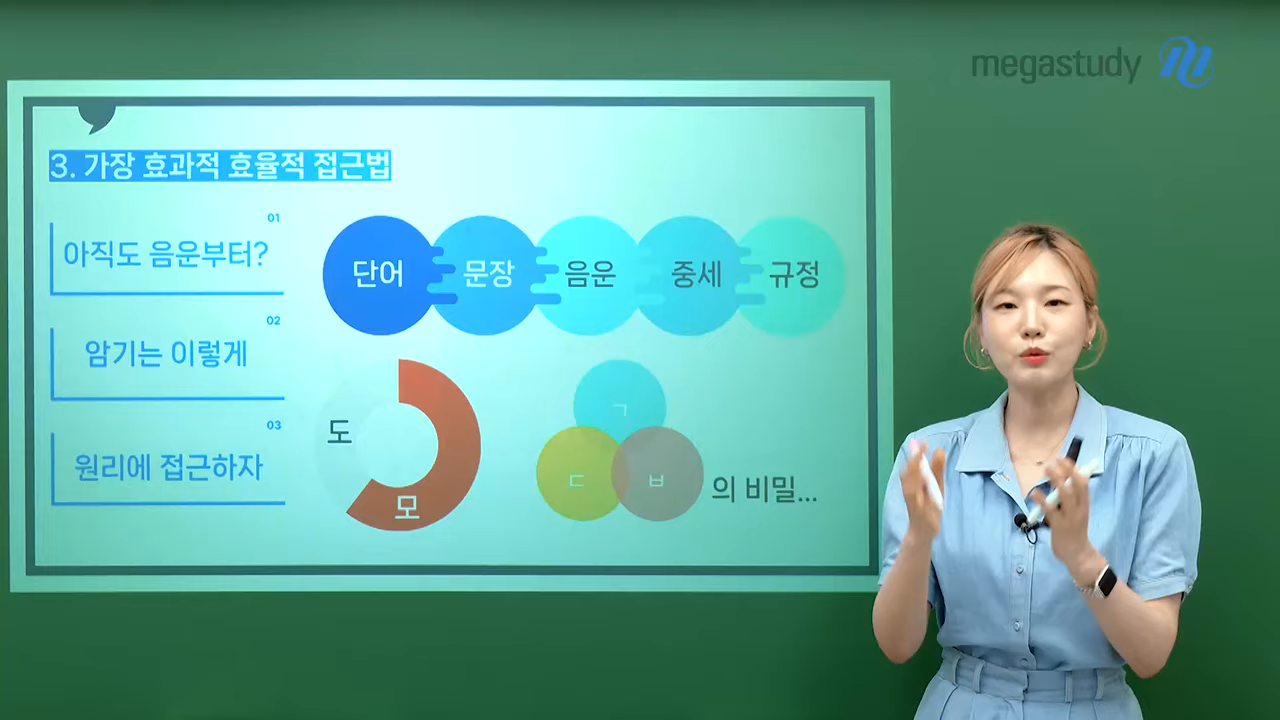 megastudy
3. 가장 효과적 효율적 접근법
01
아직도 음운부터?
02
암기는 이렇게
03
원리에 접근하자
단어 문장 음운 중세 규정
도
모
ㄱ
ㄷ ㅂ 의 비밀...